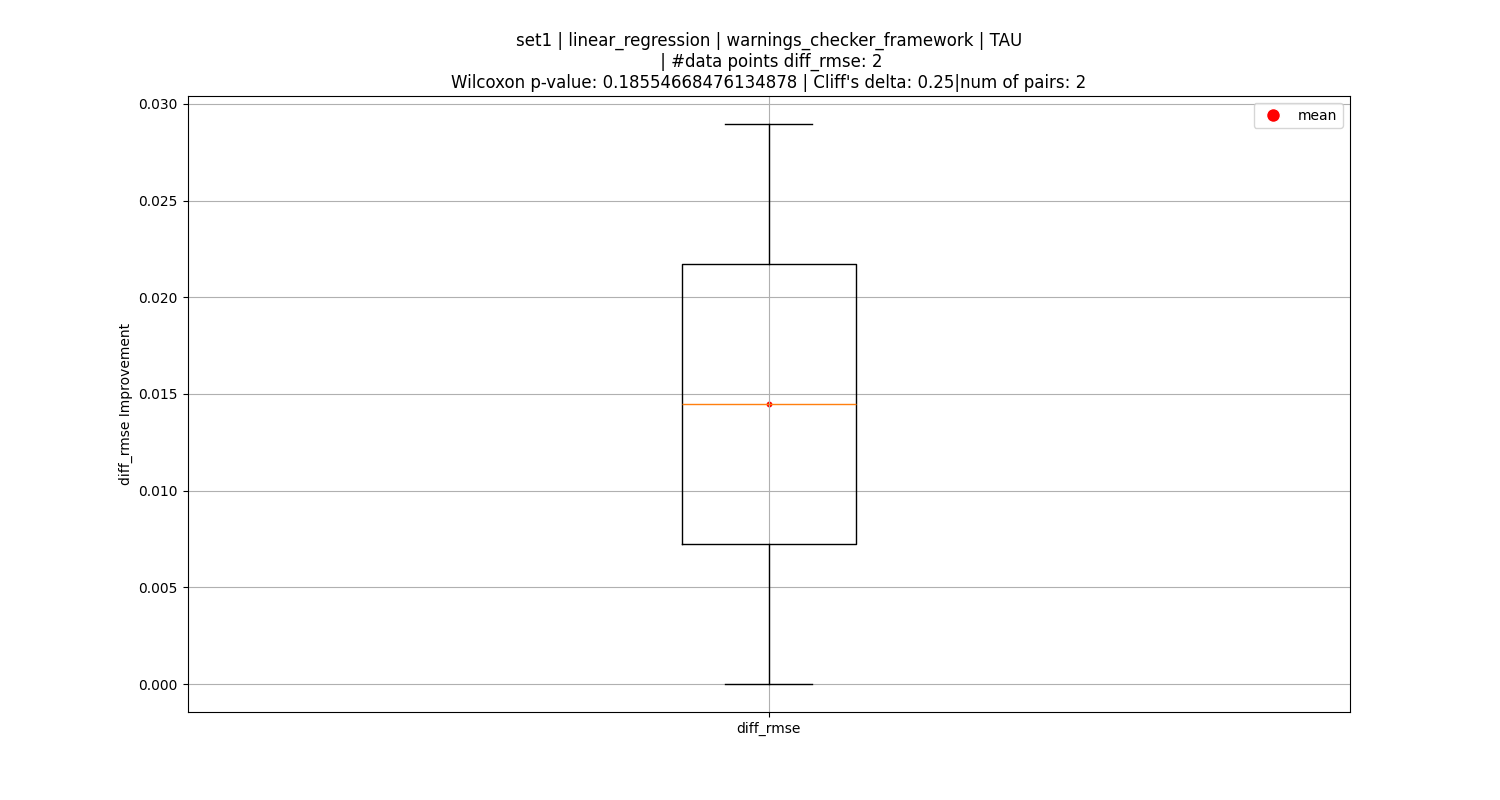 set1 | linear_regression | warnings_checker_framework | TAU
| #data points diff_rmse: 2
Wilcoxon p-value: 0.18554668476134878 | Cliff's delta: 0.25|num of pairs: 2
mean
0.030
0.025
0.020
0.015
0.010
0.005
0.000
diff_rmse Improvement
diff_rmse